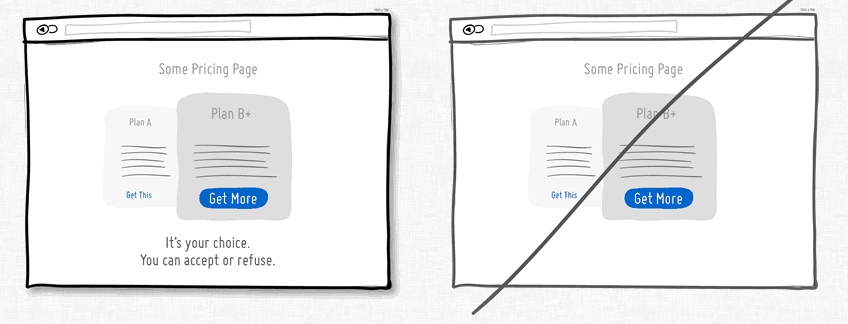 Some Pricing Page
Plan A
Plan B+
Get This
Get More
It's your choice.
You can accept or refuse.
Some Pricing Page
Plan A
Plan B+
Get This
Get More